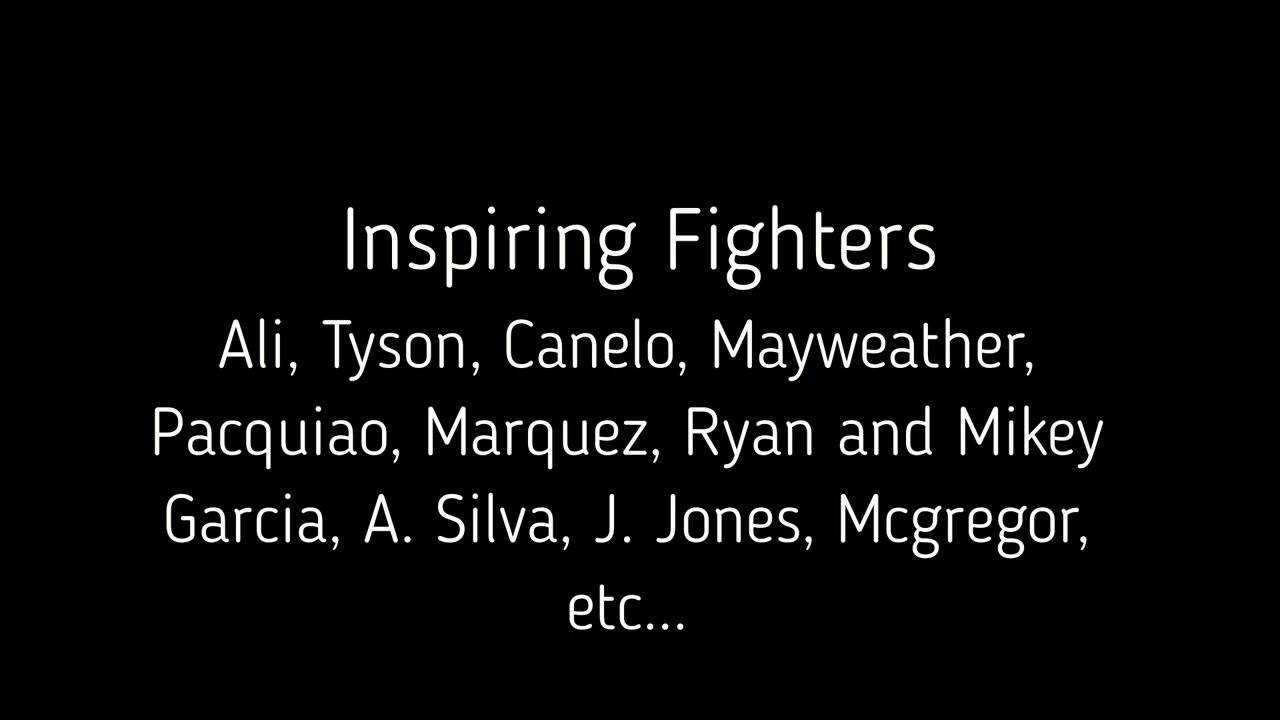 Inspiring Fighters
Ali, Tyson, Canelo, Mayweather,
Pacquiao, Marquez, Ryan and Mikey
Garcia, A. Silva, J. Jones, Mcgregor,
etc...